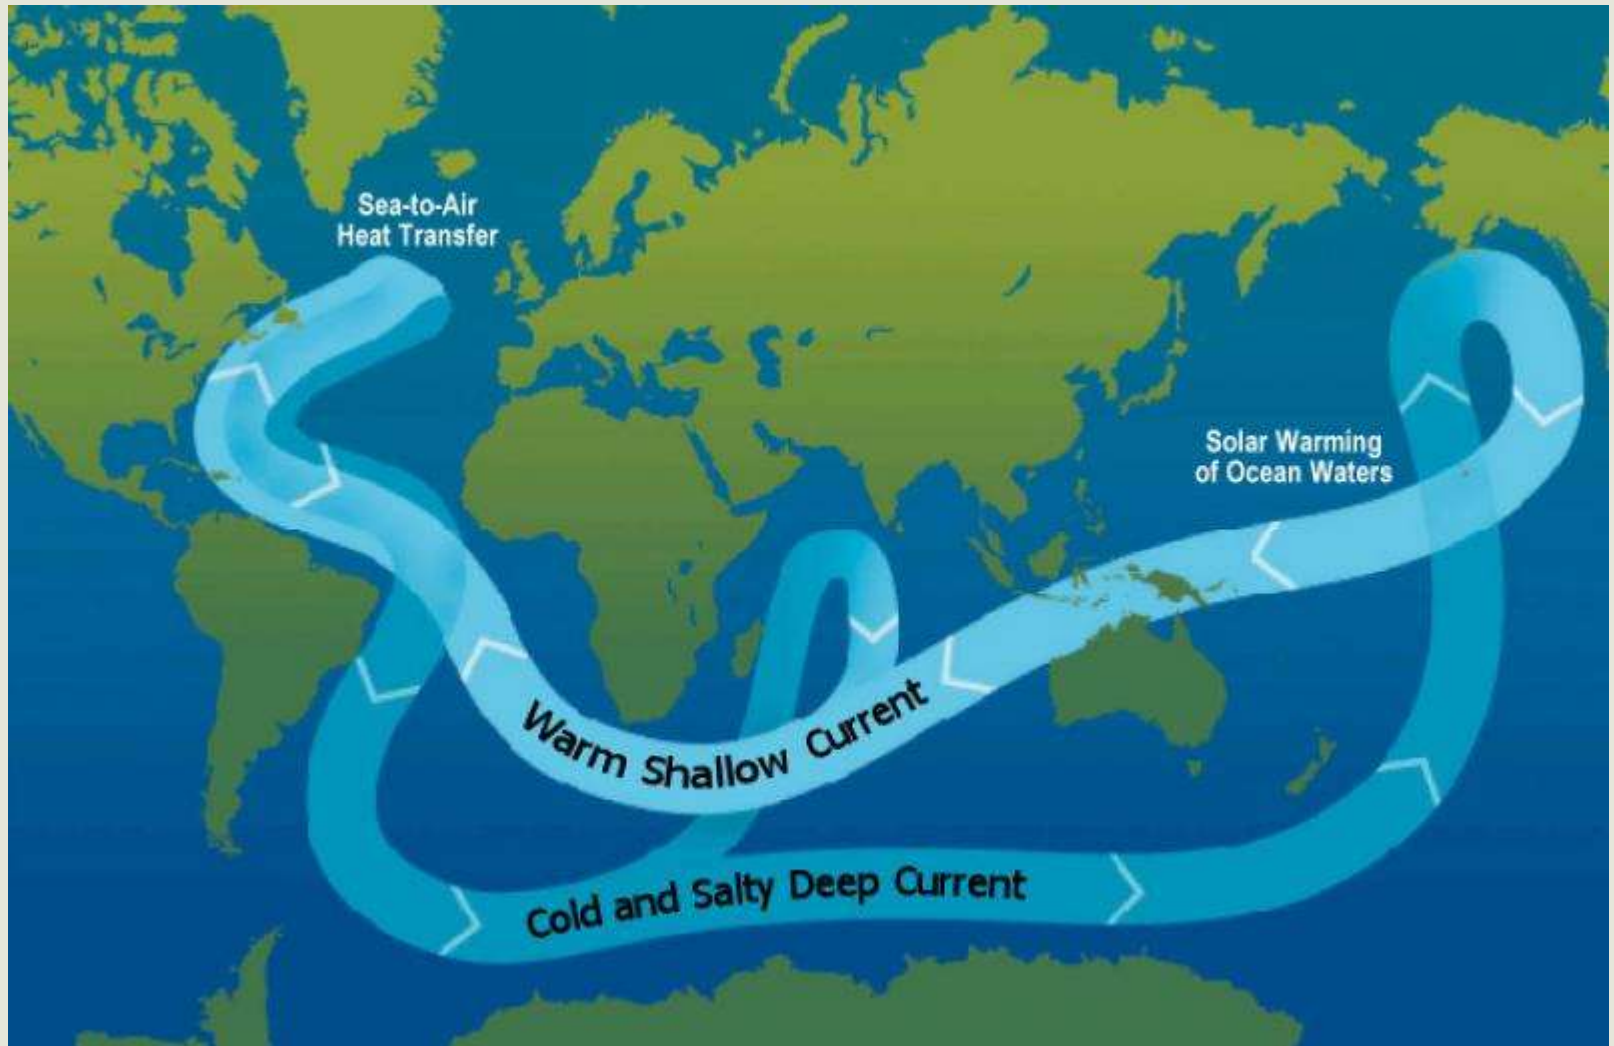 Sea-to-Air
Heat Transfer
Solar Warming
of Ocean Waters
Warm Shallow Current
Cold and Salty Deep Current